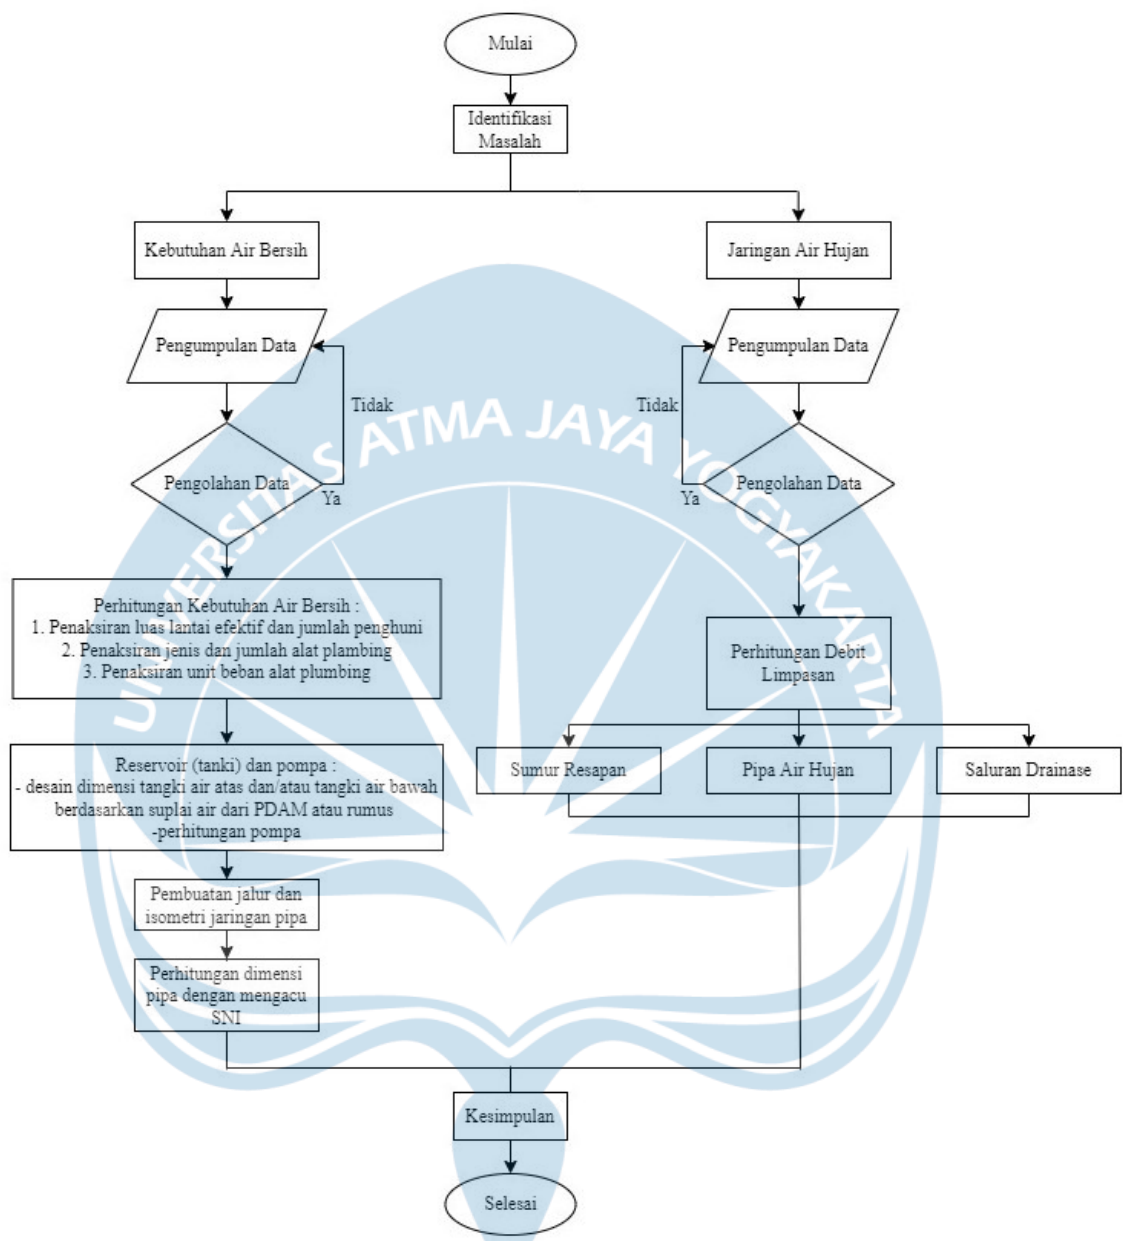 Mulai
Identifikasi
Masalah
Kebutuhan Air Bersih
Jaringan Air Hujan
Pengumpulan Data
Pengumpulan Data
Tidak
Tidak
UNIVERSITAS ATMA JAYA YOGYAKARTA
Pengolahan Data
Ya
Ya
Pengolahan Data
Perhitungan Kebutuhan Air Bersih :
1. Penaksiran luas lantai efektif dan jumlah penghuni
2. Penaksiran jenis dan jumlah alat plambing
3. Penaksiran unit beban alat plumbing
Perhitungan Debit
Limpasan
Reservoir (tanki) dan pompa :
- desain dimensi tangki air atas dan/atau tangki air bawah
berdasarkan suplai air dari PDAM atau rumus
-perhitungan pompa
Sumur Resapan
Pipa Air Hujan
Saluran Drainase
Pembuatan jalur dan
isometri jaringan pipa
Perhitungan dimensi
pipa dengan mengacu
SNI
Kesimpulan
Selesai